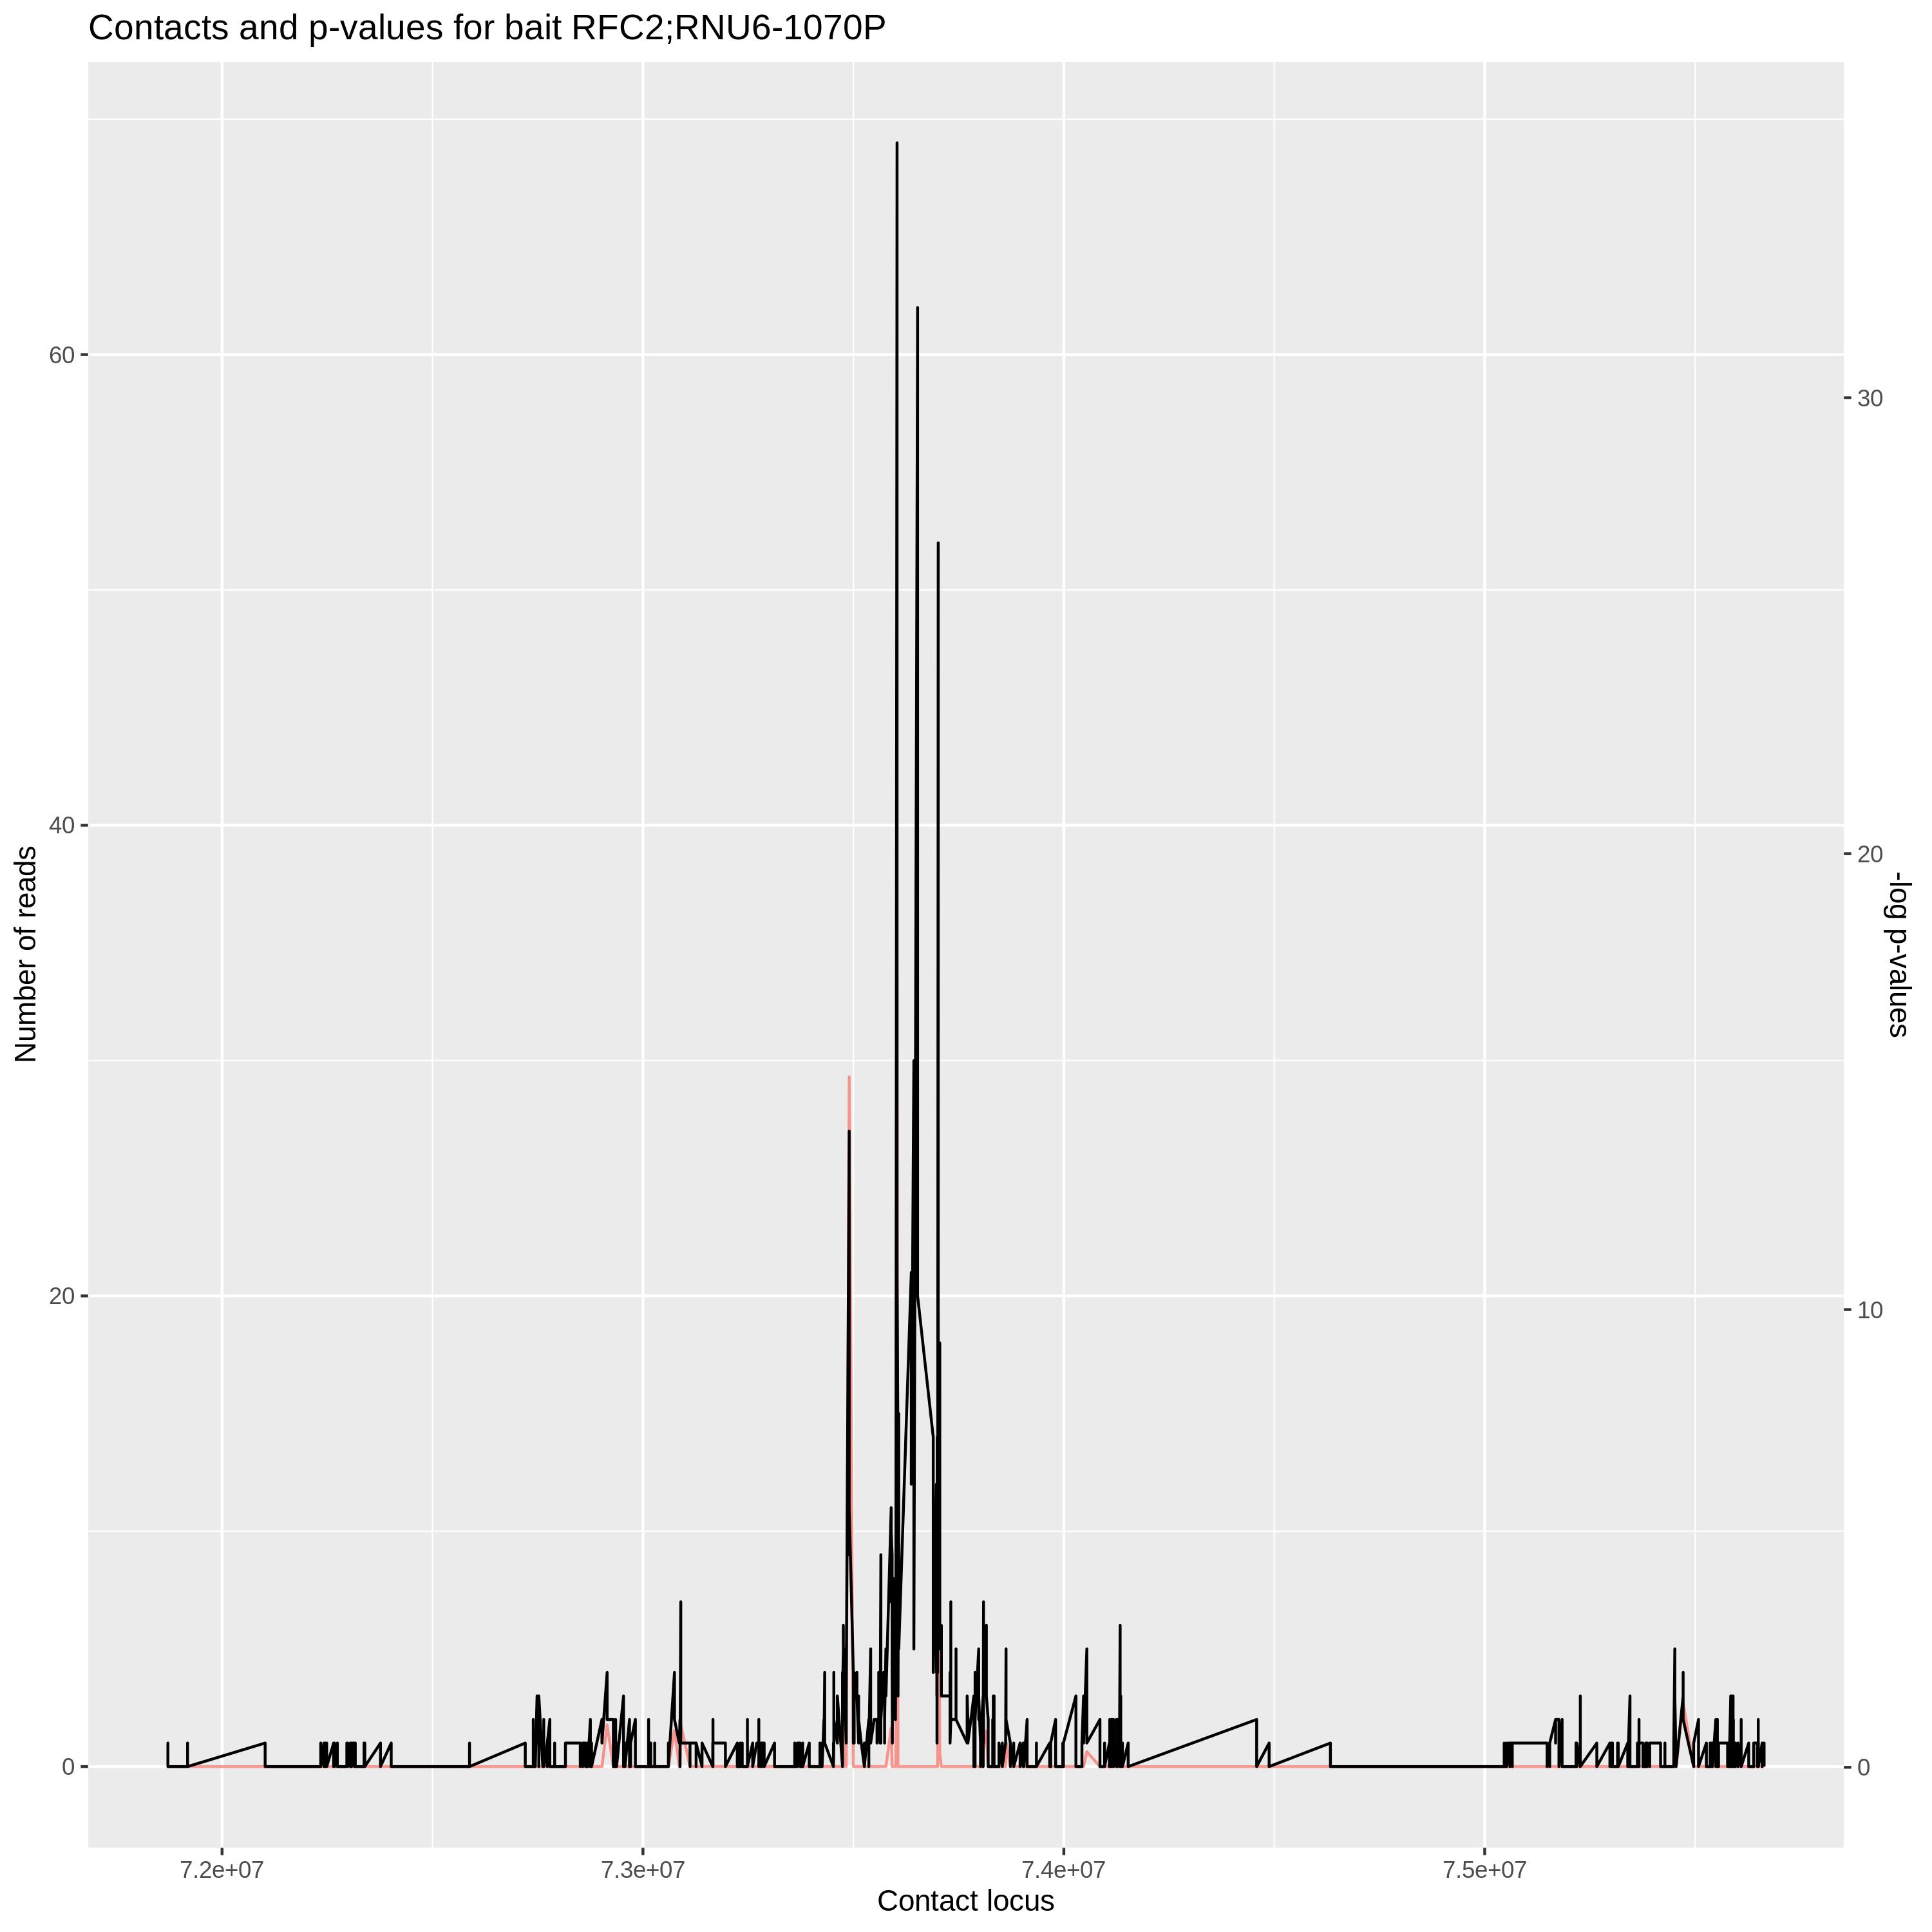 Contacts and p-values for bait RFC2;RNU6-1070P
60
40
20
0
Number of reads
30
20
10
0
-log p-values
7.2e+07
7.3e+07
7.4e+07
7.5e+07
Contact locus